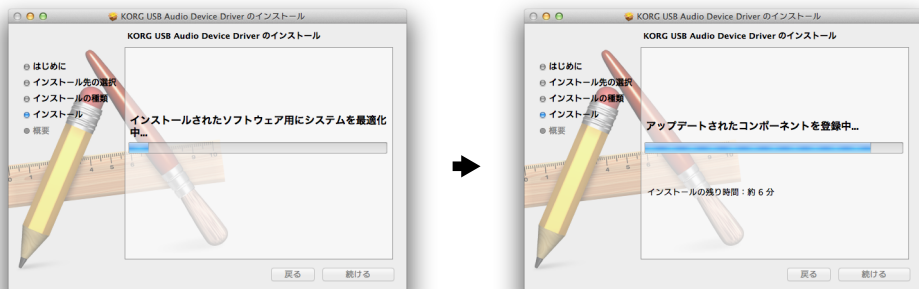 KORG USB Audio Device Driver のインストール
KORG USB Audio Device Driver のインストール
はじめに
インストール先の選択
インストールの種類
インストール
概要
インストールされたソフトウェア用にシステムを最適化
中...
戻る
続ける
KORG USB Audio Device Driver のインストール
KORG USB Audio Device Driver のインストール
はじめに
インストール先の選択
インストールの種類
インストール
概要
アップデートされたコンポーネントを登録中...
インストールの残り時間：約 6 分
戻る
続ける